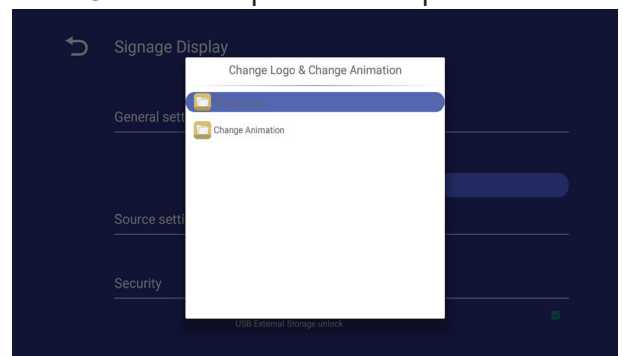 Signage Display
Change Logo & Change Animation
General sett
Change Animation
Source setti
Security
USB External Storage unlock